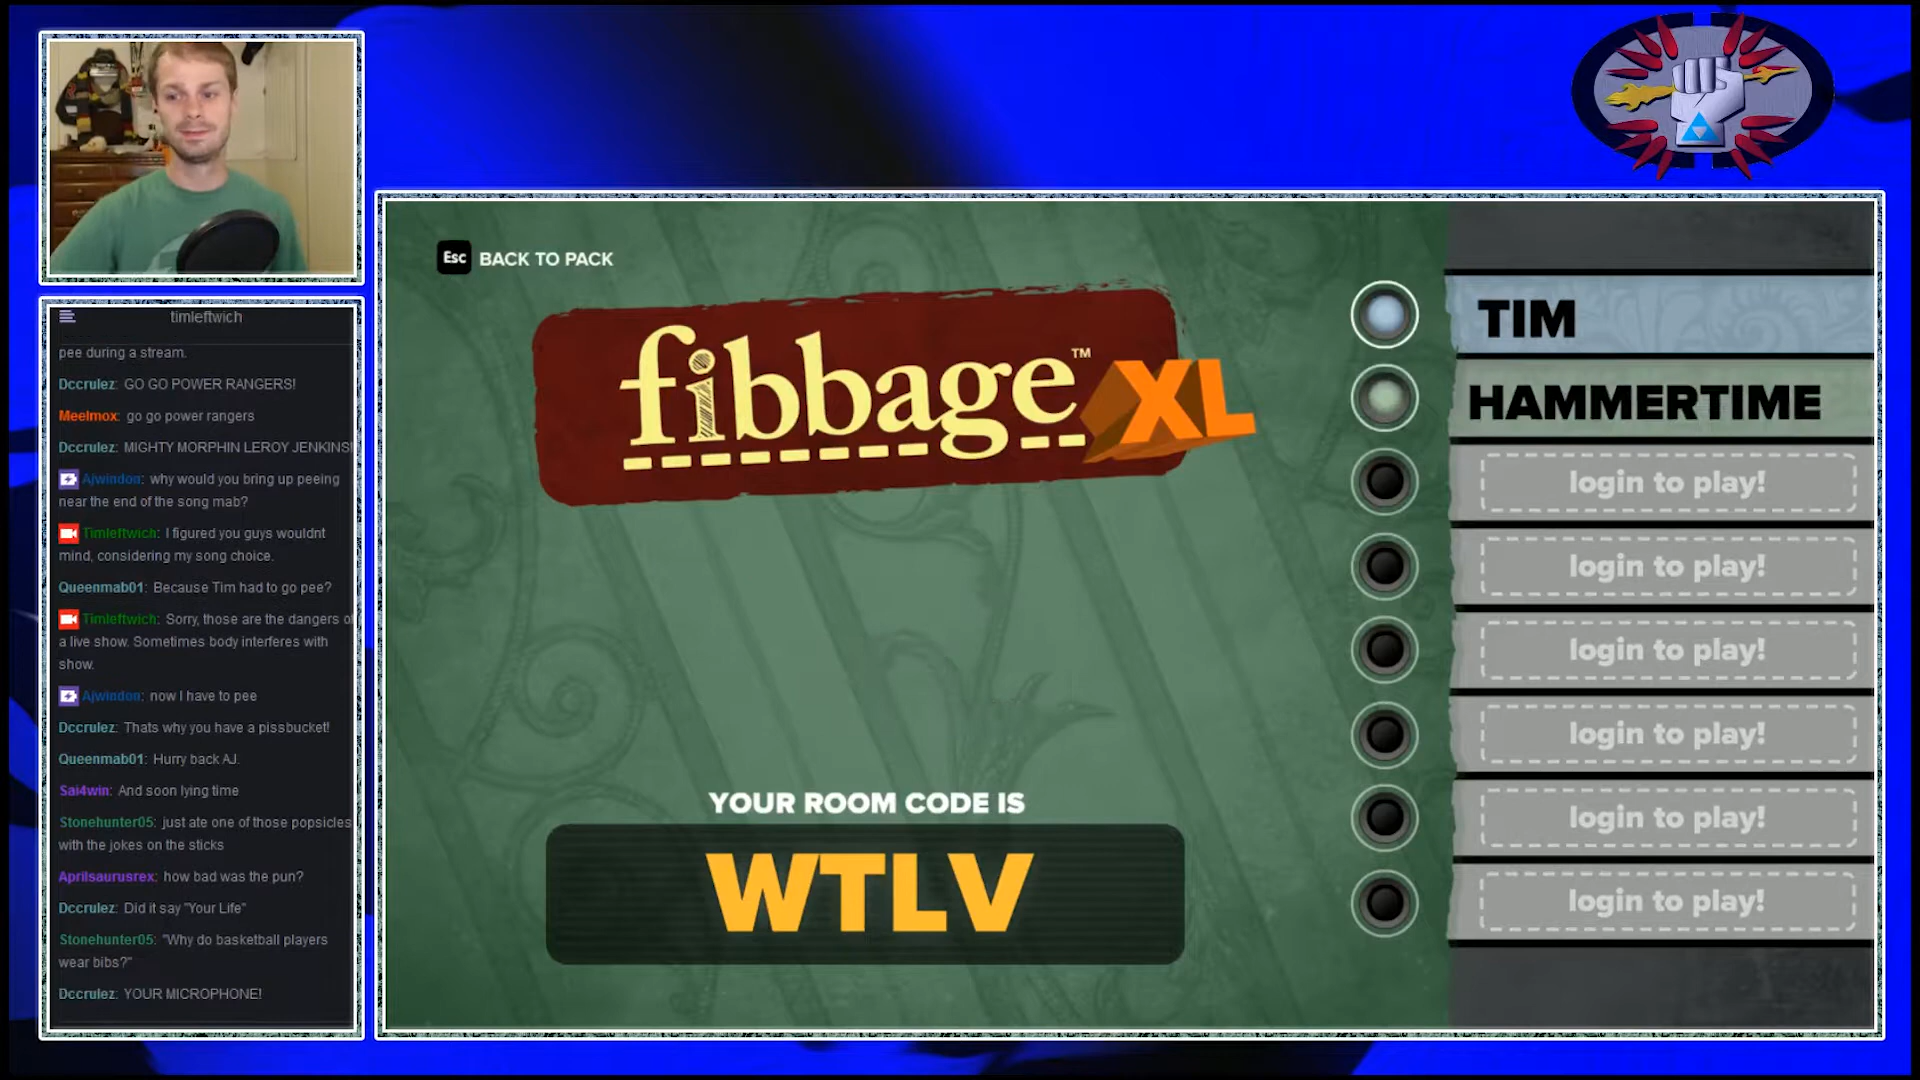 timleftwich
pee during a stream.
Dccrulez: GO GO POWER RANGERS!
Meelmox: go go power rangers
Dccrulez: MIGHTY MORPHIN LEROY JENKINS!
Ajwindon: why would you bring up peeing
near the end of the song mab?
Timleftwich: I figured you guys wouldnt
mind, considering my song choice.
Queenmab01: Because Tim had to go pee?
Timleftwich: Sorry, those are the dangers of
a live show. Sometimes body interferes with
show.
Ajwindon: now I have to pee
Dccrulez: Thats why you have a pissbucket!
Queenmab01: Hurry back AJ.
Sai4win: And soon lying time
Stonehunter05: just ate one of those popsicles
with the jokes on the sticks
Aprilsaurusrex: how bad was the pun?
Dccrulez: Did it say "Your Life"
Stonehunter05: "Why do basketball players
wear bibs?"
Dccrulez: YOUR MICROPHONE!
Esc BACK TO PACK
fibbage™ XL
YOUR ROOM CODE IS
WTLV
TIM
HAMMERTIME
login to play!
login to play!
login to play!
login to play!
login to play!
login to play!